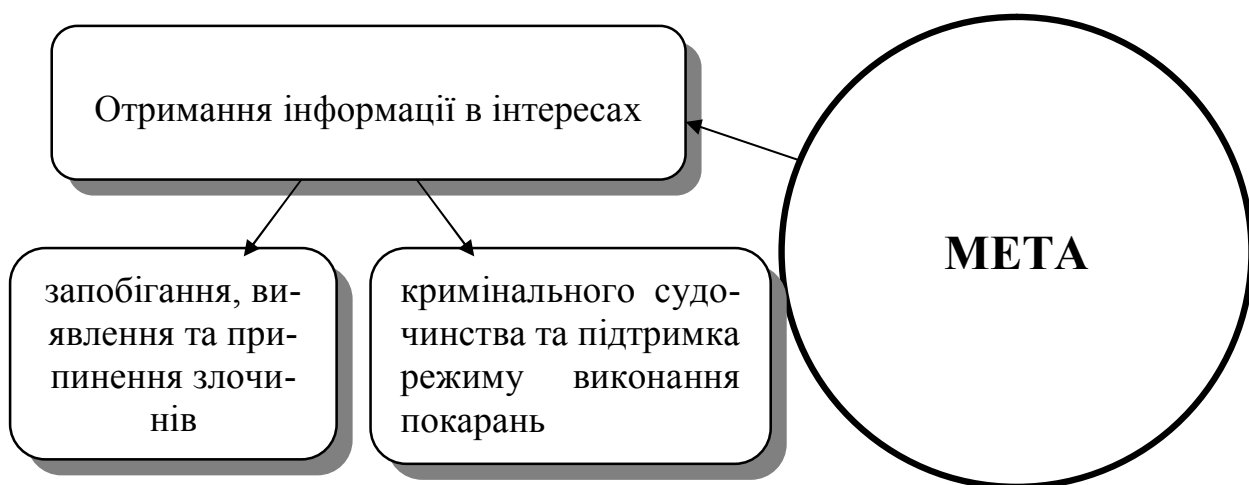 Отримання інформації в інтересах
МЕТА
запобігання, ви-
явлення та при-
пинення злочи-
нів
кримінального судо-
чинства та підтримка
режиму виконання
покарань